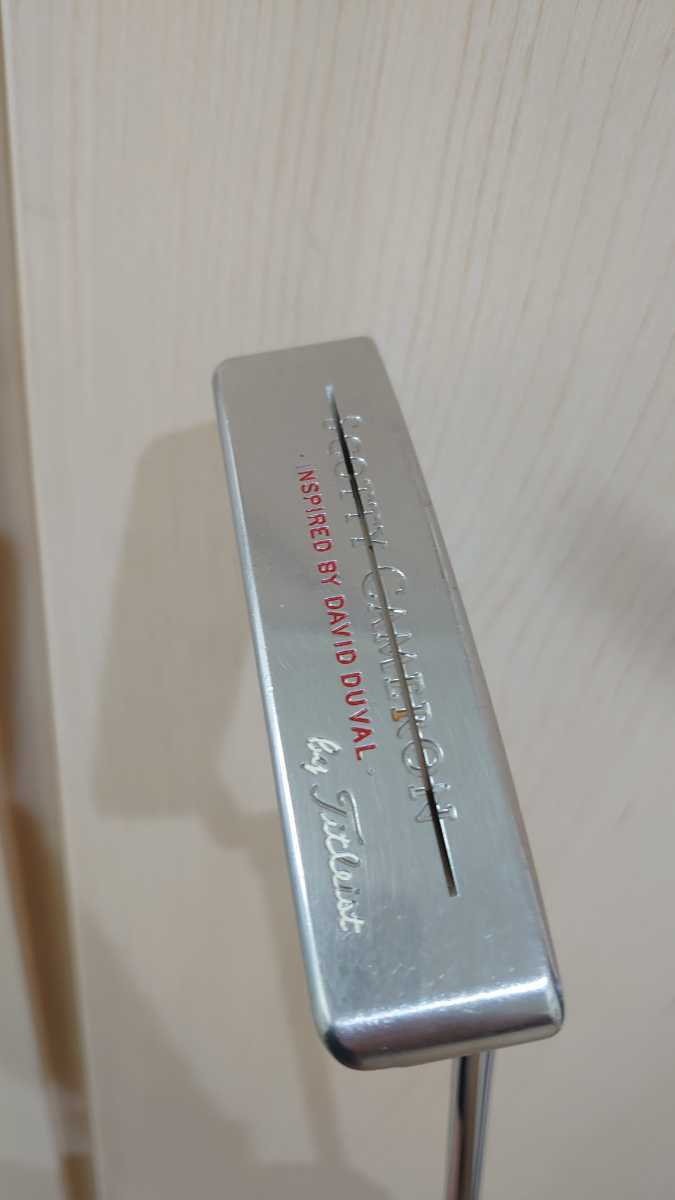 SCOTTY CAMERON
· INSPIRED BY DAVID DUVAL ·
by Titleist